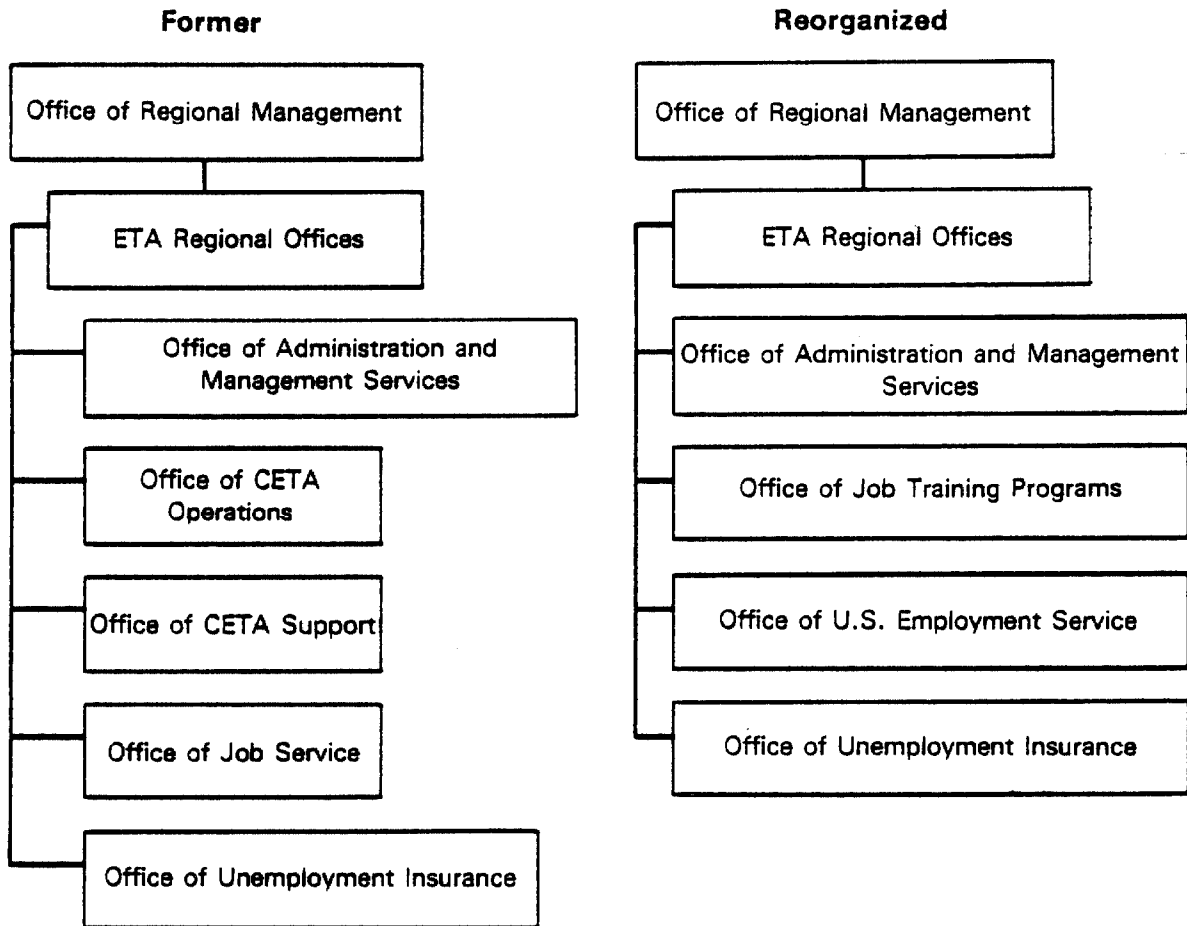 Former
Office of Regional Management
ETA Regional Offices
Office of Administration and
Management Services
Office of CETA
Operations
Office of CETA Support
Office of Job Service
Office of Unemployment Insurance
Reorganized
Office of Regional Management
ETA Regional Offices
Office of Administration and Management
Services
Office of Job Training Programs
Office of U.S. Employment Service
Office of Unemployment Insurance